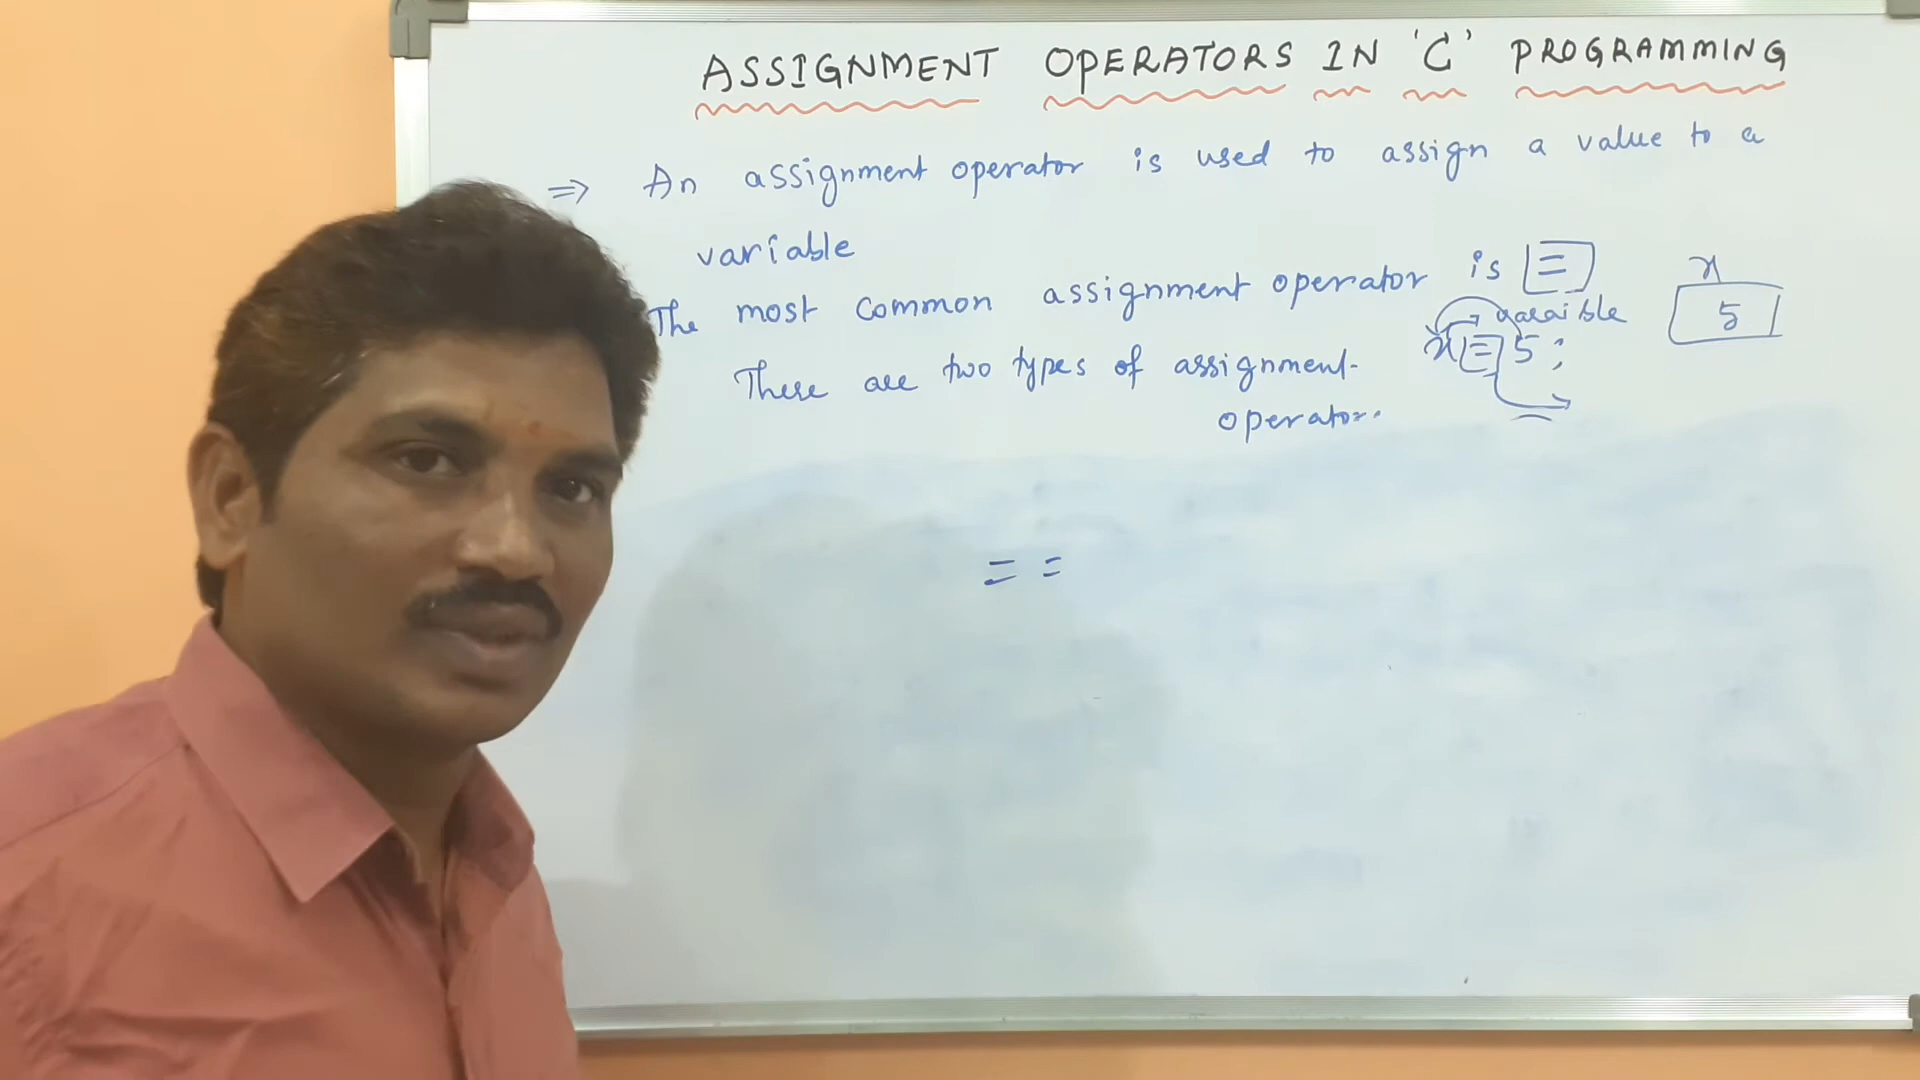 ASSIGNMENT OPERATORS IN 'C' PROGRAMMING
⇒ An assignment operator is used to assign a value to a
variable
The most common assignment operator is =
x
5
varaible
x = 5 ;
There are two types of assignment
operator.
= =